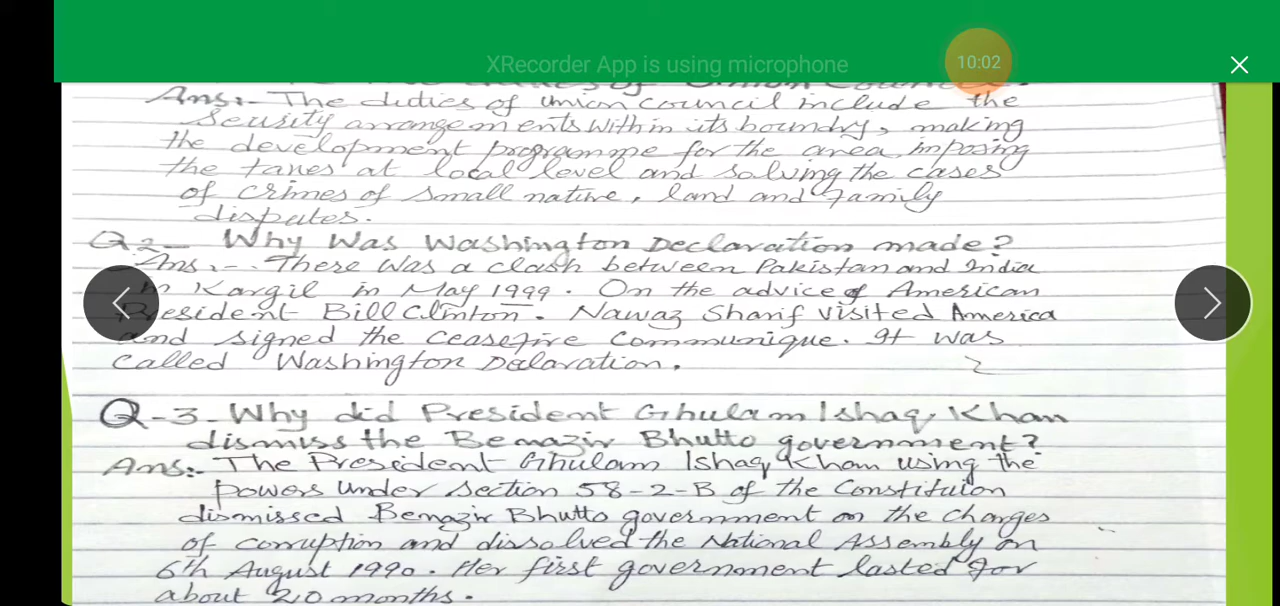 XRecorder App is using microphone
10:02
Ans:- The duties of union council include the
Security arrangements within its boundry, making
the development programme for the area imposing
the taxes at local level and solving the cases
of crimes of small native, land and family
disputes.
Q2- Why Was Washington Declaration made?
Ans:- There was a clash between Pakistan and India
in Kargil in May 1999. On the advice of American
President Bill Clinton. Nawaz Sharif visited America
and signed the ceasefire communique. It was
called Washington Dclaration.
Q-3-Why did President Ghulam Ishaq Khan
dismiss the Benazir Bhutto government?
Ans:- The President Ghulam Ishaq Kham using the
powers under section 58-2-B of the Constituion
dismissed Benazir Bhutto government on the charges
of corruption and dissolved the National Assembly on
6th August 1990. Her first government lasted for
about 20 months.